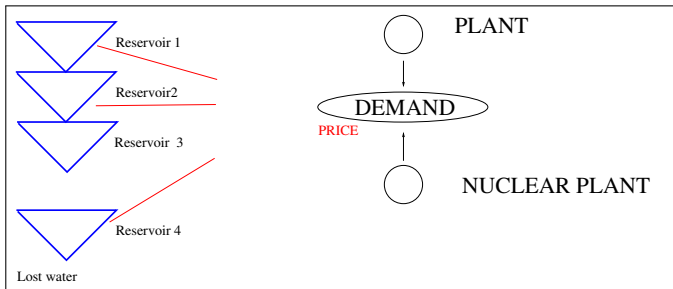 PLANT
Reservoir 1
Reservoir2
DEMAND
PRICE
Reservoir 3
NUCLEAR PLANT
Reservoir 4
Lost water